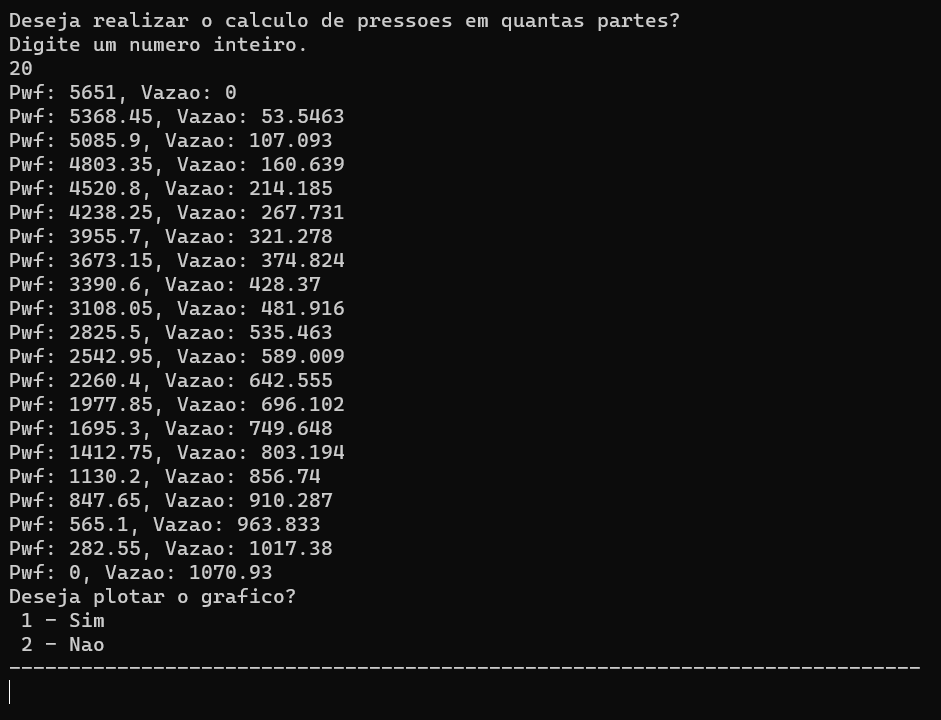 Deseja realizar o calculo de pressoes em quantas partes?
Digite um numero inteiro.
20
Pwf: 5651, Vazao: 0
Pwf: 5368.45, Vazao: 53.5463
Pwf: 5085.9, Vazao: 107.093
Pwf: 4803.35, Vazao: 160.639
Pwf: 4520.8, Vazao: 214.185
Pwf: 4238.25, Vazao: 267.731
Pwf: 3955.7, Vazao: 321.278
Pwf: 3673.15, Vazao: 374.824
Pwf: 3390.6, Vazao: 428.37
Pwf: 3108.05, Vazao: 481.916
Pwf: 2825.5, Vazao: 535.463
Pwf: 2542.95, Vazao: 589.009
Pwf: 2260.4, Vazao: 642.555
Pwf: 1977.85, Vazao: 696.102
Pwf: 1695.3, Vazao: 749.648
Pwf: 1412.75, Vazao: 803.194
Pwf: 1130.2, Vazao: 856.74
Pwf: 847.65, Vazao: 910.287
Pwf: 565.1, Vazao: 963.833
Pwf: 282.55, Vazao: 1017.38
Pwf: 0, Vazao: 1070.93
Deseja plotar o grafico?
 1 - Sim
 2 - Nao
----------------------------------------------------------------------------